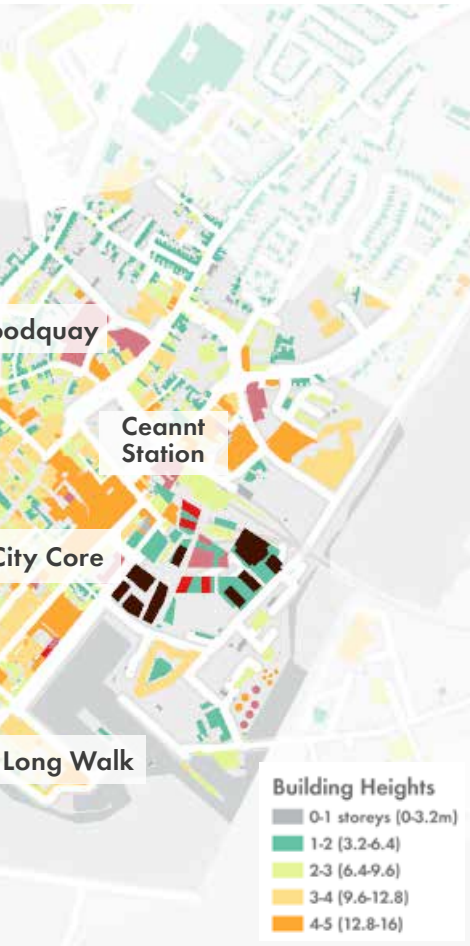 oodquay
Ceannt
Station
City Core
Long Walk
Building Heights
0-1 storeys (0-3.2m)
1-2 (3.2-6.4)
2-3 (6.4-9.6)
3-4 (9.6-12.8)
4-5 (12.8-16)